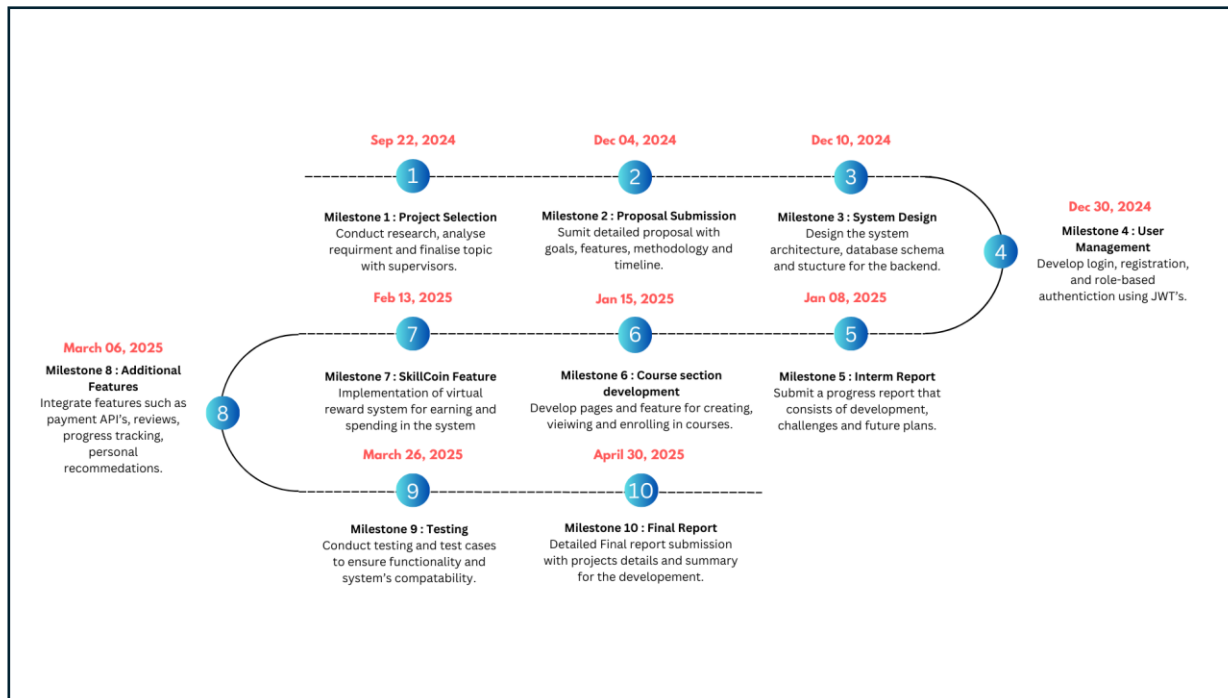 Sep 22, 2024
1
Milestone 1 : Project Selection
Conduct research, analyse
requirment and finalise topic
with supervisors.
Dec 04, 2024
2
Milestone 2 : Proposal Submission
Sumit detailed proposal with
goals, features, methodology and
timeline.
Dec 10, 2024
3
Milestone 3 : System Design
Design the system
architecture, database schema
and stucture for the backend.
Dec 30, 2024
4
Milestone 4 : User
Management
Develop login, registration,
and role-based
authentiction using JWT's.
Jan 08, 2025
5
Milestone 5 : Interm Report
Submit a progress report that
consists of development,
challenges and future plans.
Jan 15, 2025
6
Milestone 6 : Course section
development
Develop pages and feature for creating,
vieiwing and enrolling in courses.
Feb 13, 2025
7
Milestone 7 : SkillCoin Feature
Implementation of virtual
reward system for earning and
spending in the system
March 06, 2025
8
Milestone 8 : Additional
Features
Integrate features such as
payment API's, reviews,
progress tracking,
personal
recommedations.
March 26, 2025
9
Milestone 9 : Testing
Conduct testing and test cases
to ensure functionality and
system's compatability.
April 30, 2025
10
Milestone 10 : Final Report
Detailed Final report submission
with projects details and summary
for the developement.